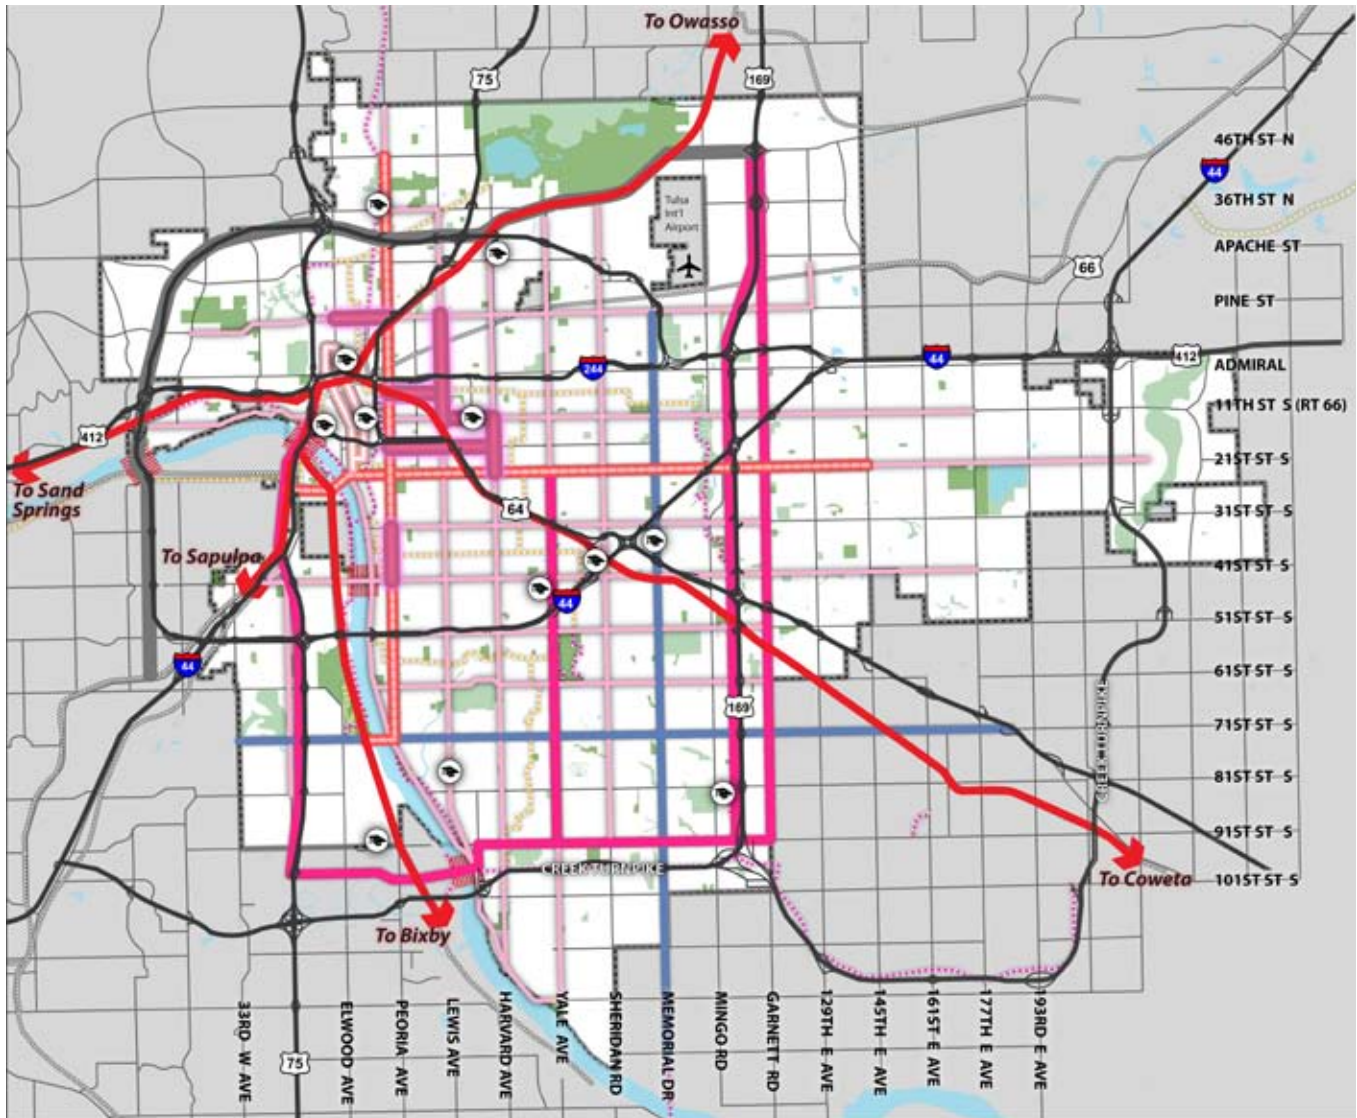 To Owasso
75
169
46TH ST N
44
36TH ST N
Tulsa
Int'l
Airport
APACHE ST
66
PINE ST
412
44
244
ADMIRAL
11TH ST S (RT 66)
412
21ST ST S
To Sand
Springs
64
31ST ST S
To Sapulpa
41ST ST S
44
51ST ST S
44
61ST ST S
169
71ST ST S
81ST ST S
91ST ST S
CREEK TURNPIKE
To Coweta
101ST ST S
To Bixby
33RD W AVE
ELWOOD AVE
PEORIA AVE
LEWIS AVE
HARVARD AVE
YALE AVE
SHERIDAN RD
MEMORIAL DR
MINGO RD
GARNETT RD
129TH E AVE
145TH E AVE
161ST E AVE
177TH E AVE
193RD E AVE
75